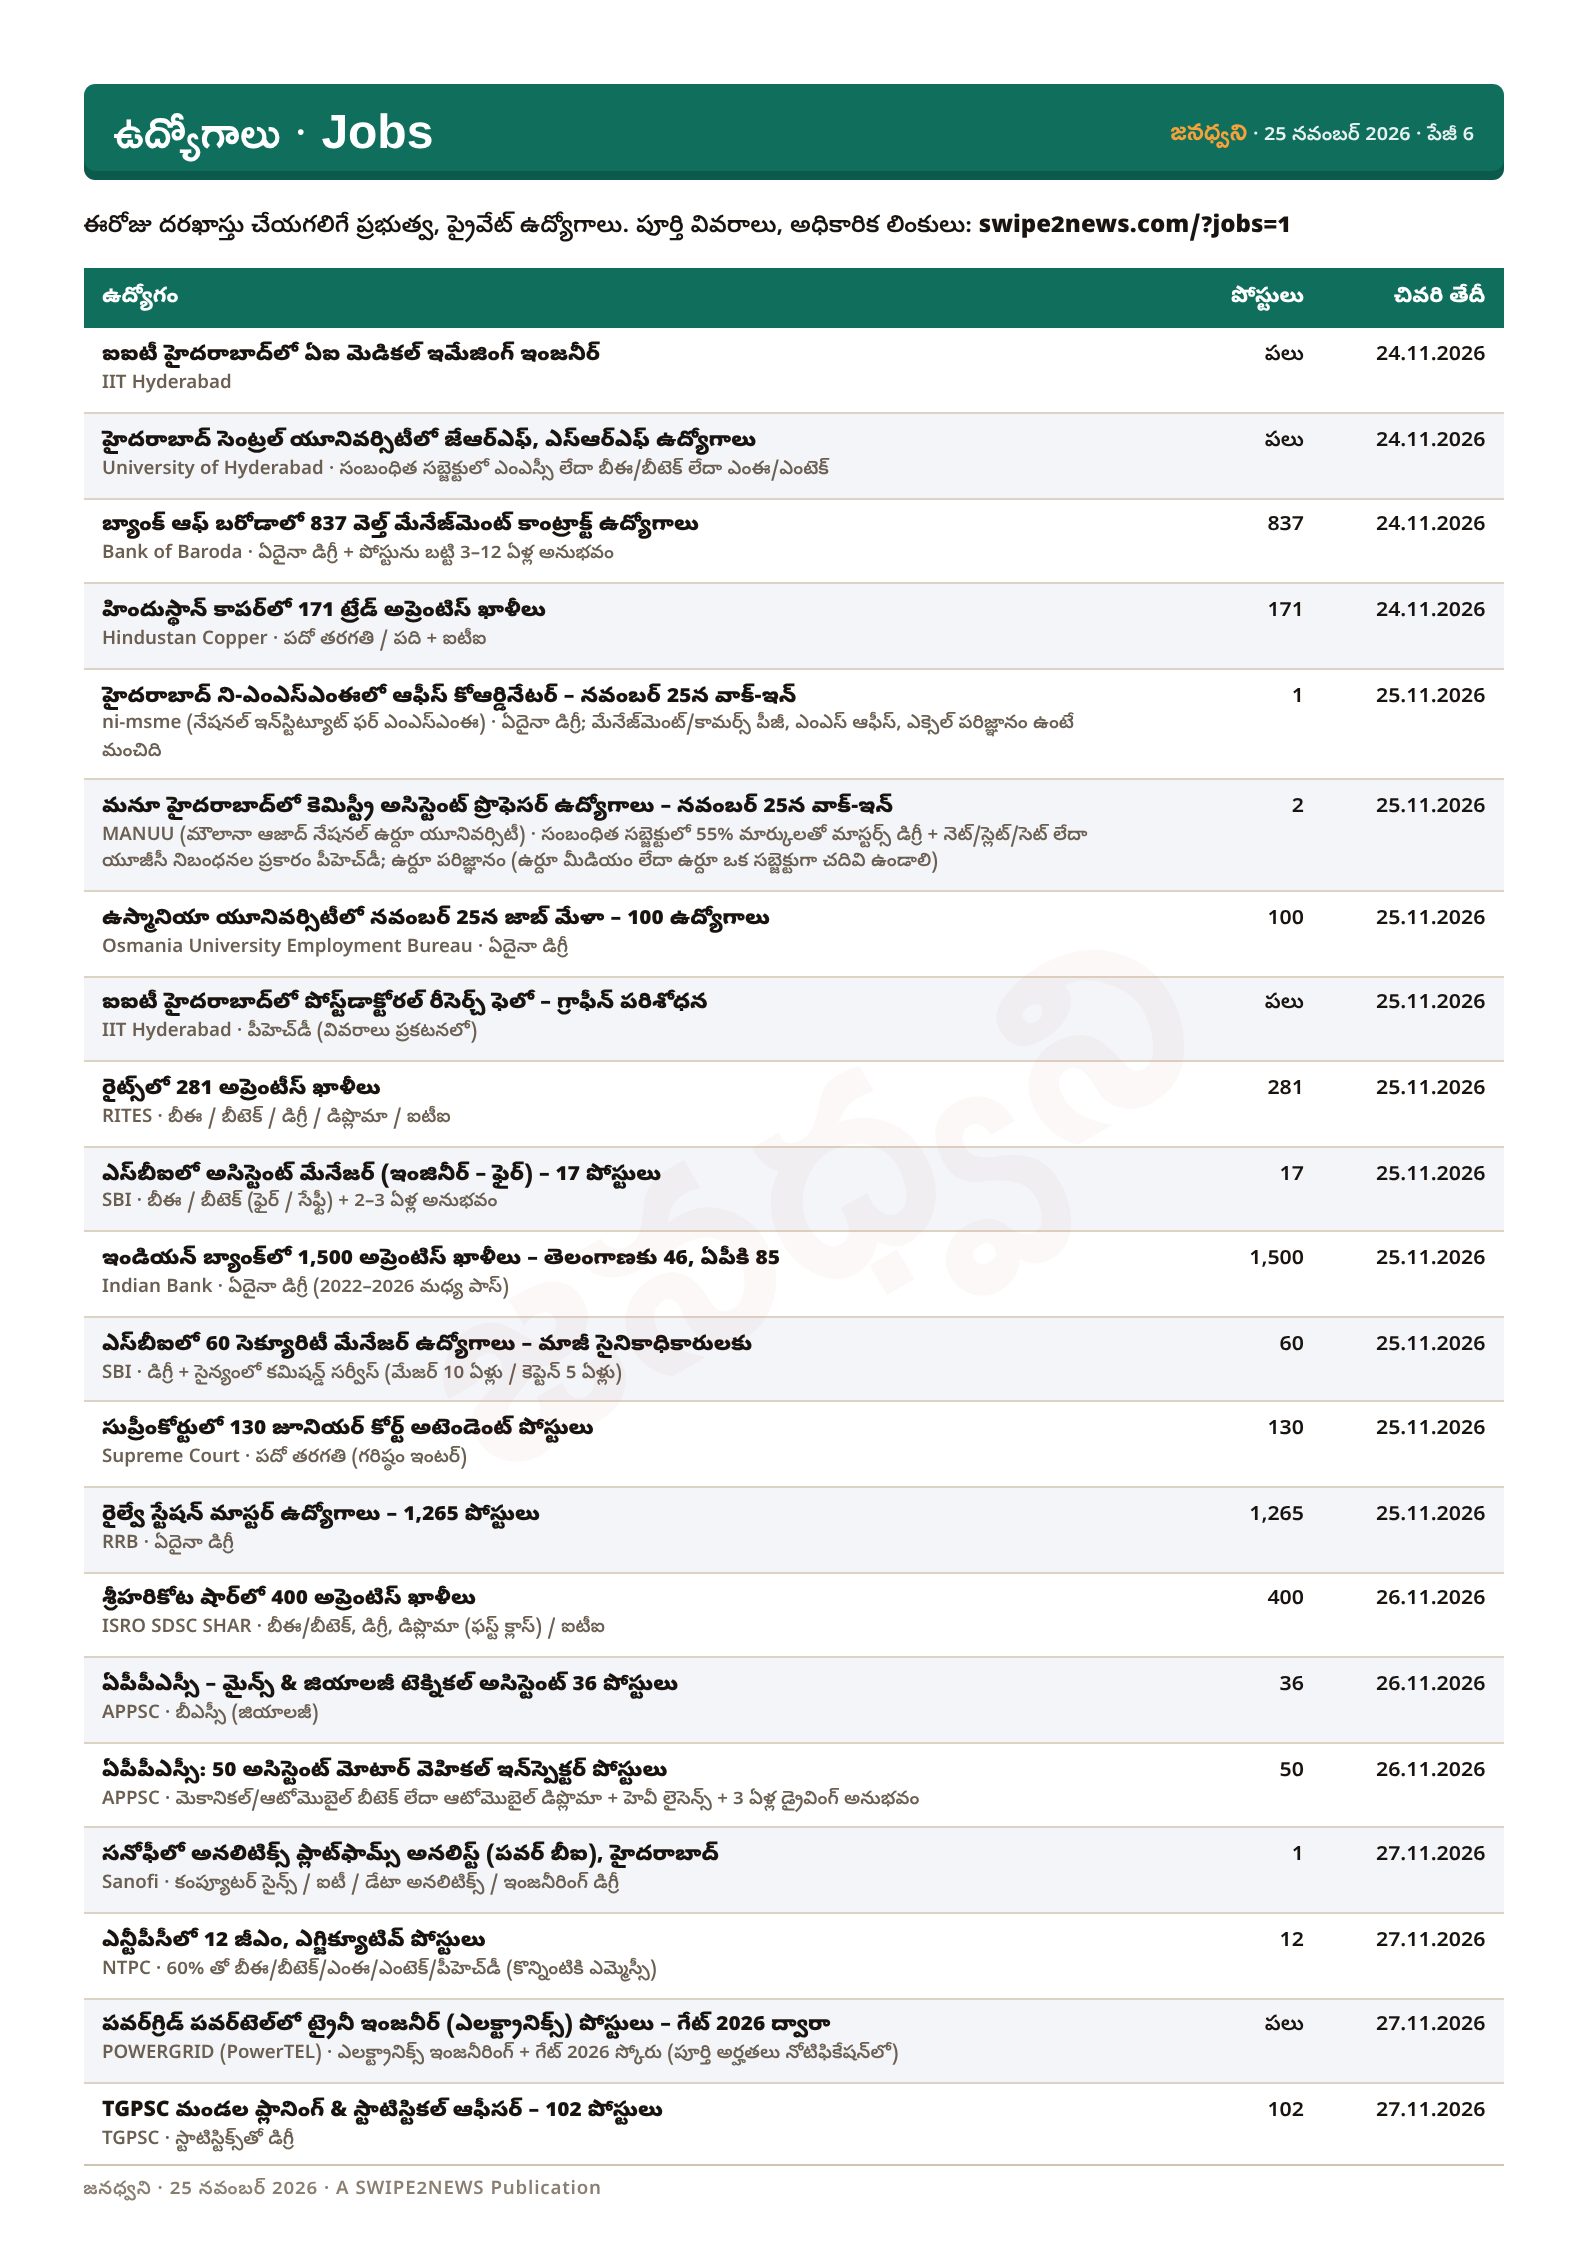 ఉద్యోగాలు · Jobs
జనధ్వని · 25 నవంబర్ 2026 · పేజీ 6
ఈరోజు దరఖాస్తు చేయగలిగే ప్రభుత్వ, ప్రైవేట్ ఉద్యోగాలు. పూర్తి వివరాలు, అధికారిక లింకులు: swipe2news.com/?jobs=1
ఉద్యోగం పోస్టులు చివరి తేదీ
ఐఐటీ హైదరాబాద్‌లో ఏఐ మెడికల్ ఇమేజింగ్ ఇంజనీర్ పలు 24.11.2026
IIT Hyderabad
హైదరాబాద్ సెంట్రల్ యూనివర్సిటీలో జేఆర్ఎఫ్, ఎస్ఆర్ఎఫ్ ఉద్యోగాలు పలు 24.11.2026
University of Hyderabad · సంబంధిత సబ్జెక్టులో ఎంఎస్సీ లేదా బీఈ/బీటెక్ లేదా ఎంఈ/ఎంటెక్
బ్యాంక్ ఆఫ్ బరోడాలో 837 వెల్త్ మేనేజ్‌మెంట్ కాంట్రాక్ట్ ఉద్యోగాలు 837 24.11.2026
Bank of Baroda · ఏదైనా డిగ్రీ + పోస్టును బట్టి 3–12 ఏళ్ల అనుభవం
హిందుస్థాన్ కాపర్‌లో 171 ట్రేడ్ అప్రెంటిస్ ఖాళీలు 171 24.11.2026
Hindustan Copper · పదో తరగతి / పది + ఐటీఐ
హైదరాబాద్ ని-ఎంఎస్ఎంఈలో ఆఫీస్ కోఆర్డినేటర్ – నవంబర్ 25న వాక్-ఇన్ 1 25.11.2026
ni-msme (నేషనల్ ఇన్‌స్టిట్యూట్ ఫర్ ఎంఎస్ఎంఈ) · ఏదైనా డిగ్రీ; మేనేజ్‌మెంట్/కామర్స్ పీజీ, ఎంఎస్ ఆఫీస్, ఎక్సెల్ పరిజ్ఞానం ఉంటే
మంచిది
మనూ హైదరాబాద్‌లో కెమిస్ట్రీ అసిస్టెంట్ ప్రొఫెసర్ ఉద్యోగాలు – నవంబర్ 25న వాక్-ఇన్ 2 25.11.2026
MANUU (మౌలానా ఆజాద్ నేషనల్ ఉర్దూ యూనివర్సిటీ) · సంబంధిత సబ్జెక్టులో 55% మార్కులతో మాస్టర్స్ డిగ్రీ + నెట్/స్లెట్/సెట్ లేదా
యూజీసీ నిబంధనల ప్రకారం పీహెచ్‌డీ; ఉర్దూ పరిజ్ఞానం (ఉర్దూ మీడియం లేదా ఉర్దూ ఒక సబ్జెక్టుగా చదివి ఉండాలి)
ఉస్మానియా యూనివర్సిటీలో నవంబర్ 25న జాబ్ మేళా – 100 ఉద్యోగాలు 100 25.11.2026
Osmania University Employment Bureau · ఏదైనా డిగ్రీ
ఐఐటీ హైదరాబాద్‌లో పోస్ట్‌డాక్టోరల్ రీసెర్చ్ ఫెలో – గ్రాఫీన్ పరిశోధన పలు 25.11.2026
IIT Hyderabad · పీహెచ్‌డీ (వివరాలు ప్రకటనలో)
రైట్స్‌లో 281 అప్రెంటీస్ ఖాళీలు 281 25.11.2026
RITES · బీఈ / బీటెక్ / డిగ్రీ / డిప్లొమా / ఐటీఐ
ఎస్‌బీఐలో అసిస్టెంట్ మేనేజర్ (ఇంజినీర్ – ఫైర్) – 17 పోస్టులు 17 25.11.2026
SBI · బీఈ / బీటెక్ (ఫైర్ / సేఫ్టీ) + 2–3 ఏళ్ల అనుభవం
ఇండియన్ బ్యాంక్‌లో 1,500 అప్రెంటిస్ ఖాళీలు – తెలంగాణకు 46, ఏపీకి 85 1,500 25.11.2026
Indian Bank · ఏదైనా డిగ్రీ (2022–2026 మధ్య పాస్)
ఎస్‌బీఐలో 60 సెక్యూరిటీ మేనేజర్ ఉద్యోగాలు – మాజీ సైనికాధికారులకు 60 25.11.2026
SBI · డిగ్రీ + సైన్యంలో కమిషన్డ్ సర్వీస్ (మేజర్ 10 ఏళ్లు / కెప్టెన్ 5 ఏళ్లు)
సుప్రీంకోర్టులో 130 జూనియర్ కోర్ట్ అటెండెంట్ పోస్టులు 130 25.11.2026
Supreme Court · పదో తరగతి (గరిష్ఠం ఇంటర్)
రైల్వే స్టేషన్ మాస్టర్ ఉద్యోగాలు – 1,265 పోస్టులు 1,265 25.11.2026
RRB · ఏదైనా డిగ్రీ
శ్రీహరికోట షార్‌లో 400 అప్రెంటిస్ ఖాళీలు 400 26.11.2026
ISRO SDSC SHAR · బీఈ/బీటెక్, డిగ్రీ, డిప్లొమా (ఫస్ట్ క్లాస్) / ఐటీఐ
ఏపీపీఎస్సీ – మైన్స్ & జియాలజీ టెక్నికల్ అసిస్టెంట్ 36 పోస్టులు 36 26.11.2026
APPSC · బీఎస్సీ (జియాలజీ)
ఏపీపీఎస్సీ: 50 అసిస్టెంట్ మోటార్ వెహికల్ ఇన్‌స్పెక్టర్ పోస్టులు 50 26.11.2026
APPSC · మెకానికల్/ఆటోమొబైల్ బీటెక్ లేదా ఆటోమొబైల్ డిప్లొమా + హెవీ లైసెన్స్ + 3 ఏళ్ల డ్రైవింగ్ అనుభవం
సనోఫీలో అనలిటిక్స్ ప్లాట్‌ఫామ్స్ అనలిస్ట్ (పవర్ బీఐ), హైదరాబాద్ 1 27.11.2026
Sanofi · కంప్యూటర్ సైన్స్ / ఐటీ / డేటా అనలిటిక్స్ / ఇంజనీరింగ్ డిగ్రీ
ఎన్టీపీసీలో 12 జీఎం, ఎగ్జిక్యూటివ్ పోస్టులు 12 27.11.2026
NTPC · 60% తో బీఈ/బీటెక్/ఎంఈ/ఎంటెక్/పీహెచ్‌డీ (కొన్నింటికి ఎమ్మెస్సీ)
పవర్‌గ్రిడ్ పవర్‌టెల్‌లో ట్రైనీ ఇంజనీర్ (ఎలక్ట్రానిక్స్) పోస్టులు – గేట్ 2026 ద్వారా పలు 27.11.2026
POWERGRID (PowerTEL) · ఎలక్ట్రానిక్స్ ఇంజనీరింగ్ + గేట్ 2026 స్కోరు (పూర్తి అర్హతలు నోటిఫికేషన్‌లో)
TGPSC మండల ప్లానింగ్ & స్టాటిస్టికల్ ఆఫీసర్ – 102 పోస్టులు 102 27.11.2026
TGPSC · స్టాటిస్టిక్స్‌తో డిగ్రీ
జనధ్వని · 25 నవంబర్ 2026 · A SWIPE2NEWS Publication
జనధ్వని